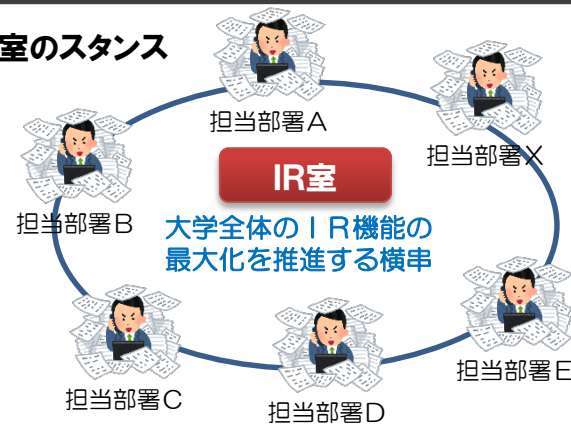 室のスタンス
担当部署A
担当部署X
IR室
担当部署B
大学全体のIR機能の
最大化を推進する横串
担当部署E
担当部署C
担当部署D